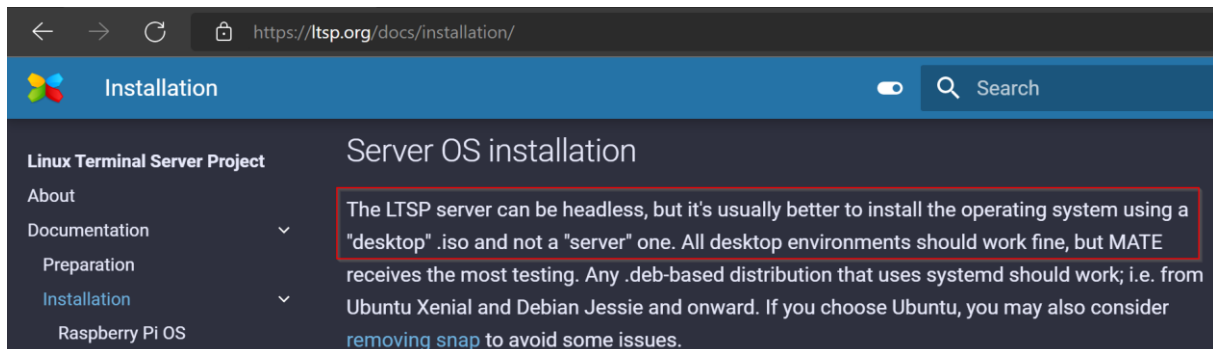 https://ltsp.org/docs/installation/
Installation
Search
Linux Terminal Server Project
About
Documentation
Preparation
Installation
Raspberry Pi OS
Server OS installation
The LTSP server can be headless, but it's usually better to install the operating system using a
"desktop" .iso and not a "server" one. All desktop environments should work fine, but MATE
receives the most testing. Any .deb-based distribution that uses systemd should work; i.e. from
Ubuntu Xenial and Debian Jessie and onward. If you choose Ubuntu, you may also consider
removing snap to avoid some issues.